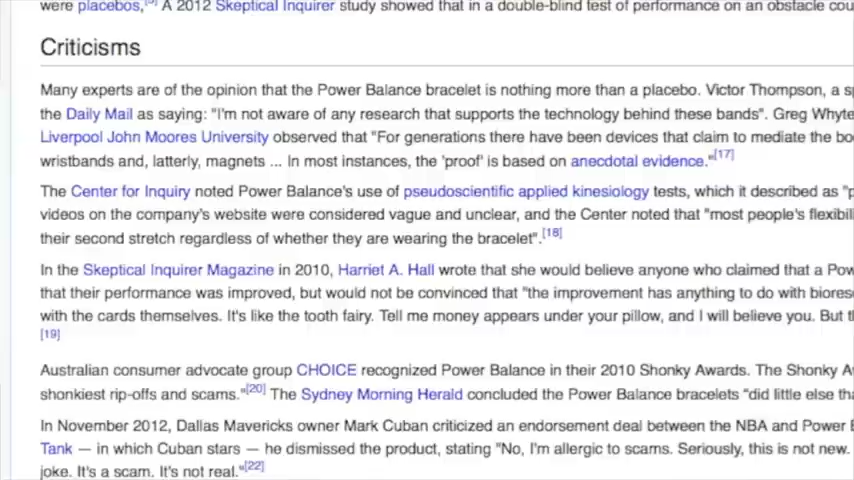 were placebos,[5] A 2012 Skeptical Inquirer study showed that in a double-blind test of performance on an obstacle cou
Criticisms
Many experts are of the opinion that the Power Balance bracelet is nothing more than a placebo. Victor Thompson, a sp
the Daily Mail as saying: "I'm not aware of any research that supports the technology behind these bands". Greg Whyte
Liverpool John Moores University observed that "For generations there have been devices that claim to mediate the bo
wristbands and, latterly, magnets ... In most instances, the 'proof' is based on anecdotal evidence."[17]
The Center for Inquiry noted Power Balance's use of pseudoscientific applied kinesiology tests, which it described as "p
videos on the company's website were considered vague and unclear, and the Center noted that "most people's flexibili
their second stretch regardless of whether they are wearing the bracelet".[18]
In the Skeptical Inquirer Magazine in 2010, Harriet A. Hall wrote that she would believe anyone who claimed that a Pow
that their performance was improved, but would not be convinced that "the improvement has anything to do with biores
with the cards themselves. It's like the tooth fairy. Tell me money appears under your pillow, and I will believe you. But t
[19]
Australian consumer advocate group CHOICE recognized Power Balance in their 2010 Shonky Awards. The Shonky A
shonkiest rip-offs and scams."[20] The Sydney Morning Herald concluded the Power Balance bracelets "did little else tha
In November 2012, Dallas Mavericks owner Mark Cuban criticized an endorsement deal between the NBA and Power B
Tank — in which Cuban stars — he dismissed the product, stating "No, I'm allergic to scams. Seriously, this is not new.
joke. It's a scam. It's not real."[22]